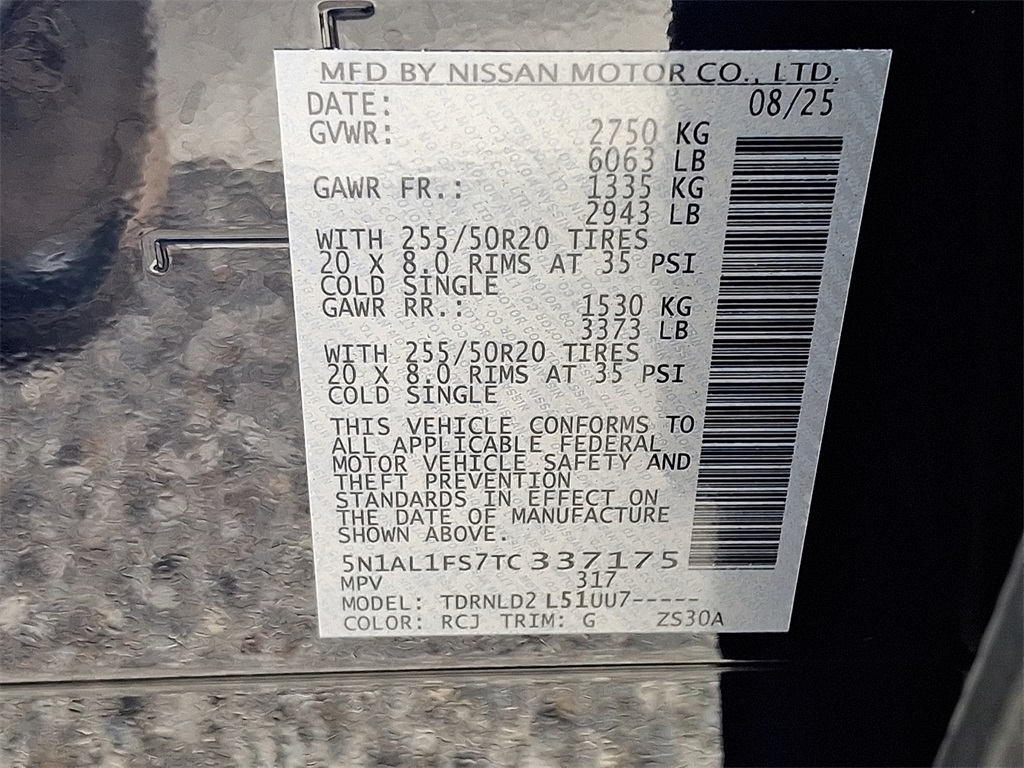 MFD BY NISSAN MOTOR CO., LTD.
DATE: 08/25
GVWR: 2750 KG
6063 LB
GAWR FR.: 1335 KG
2943 LB
WITH 255/50R20 TIRES
20 X 8.0 RIMS AT 35 PSI
COLD SINGLE
GAWR RR.: 1530 KG
3373 LB
WITH 255/50R20 TIRES
20 X 8.0 RIMS AT 35 PSI
COLD SINGLE
THIS VEHICLE CONFORMS TO
ALL APPLICABLE FEDERAL
MOTOR VEHICLE SAFETY AND
THEFT PREVENTION
STANDARDS IN EFFECT ON
THE DATE OF MANUFACTURE
SHOWN ABOVE.
5N1AL1FS7TC337175
MPV 317
MODEL: TDRNLD2 L51UU7-----
COLOR: RCJ TRIM: G ZS30A